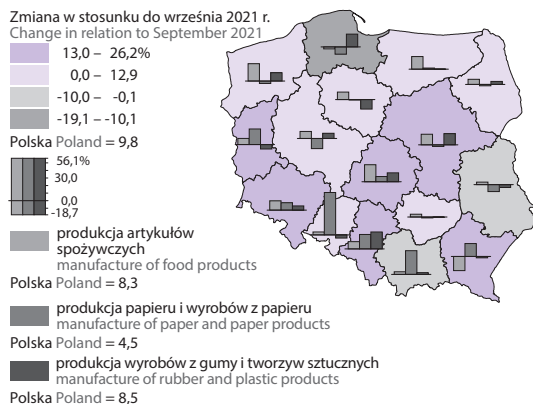 Zmiana w stosunku do września 2021 r.
Change in relation to September 2021
13,0 – 26,2%
0,0 – 12,9
-10,0 – -0,1
-19,1 – -10,1
Polska Poland = 9,8
56,1%
30,0
0,0
-18,7
produkcja artykułów
spożywczych
manufacture of food products
Polska Poland = 8,3
produkcja papieru i wyrobów z papieru
manufacture of paper and paper products
Polska Poland = 4,5
produkcja wyrobów z gumy i tworzyw sztucznych
manufacture of rubber and plastic products
Polska Poland = 8,5